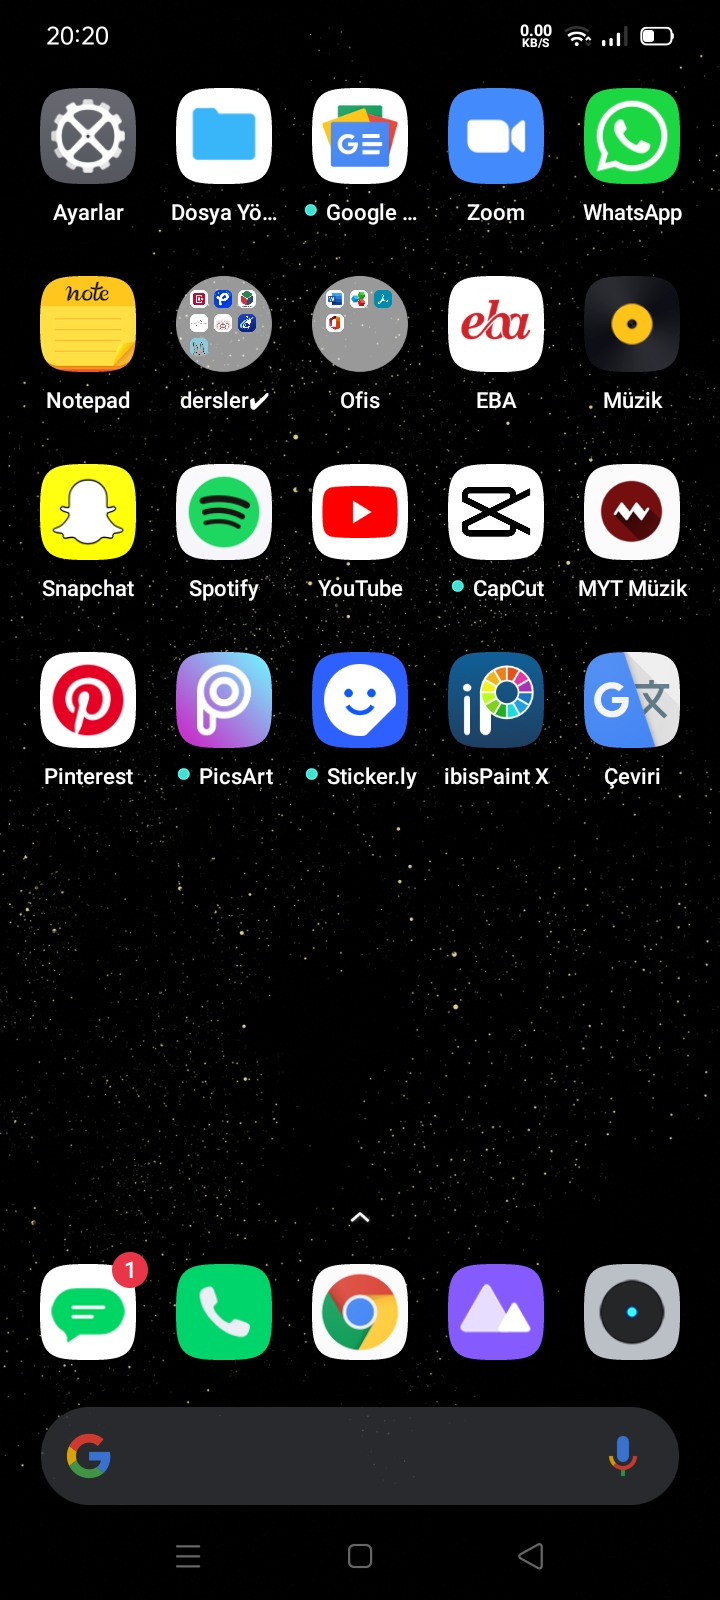 20:20
0.00
KB/S
Ayarlar
Dosya Yö...
Google ...
Zoom
WhatsApp
note
Notepad
dersler✔
Ofis
eba
EBA
Müzik
Snapchat
Spotify
YouTube
CapCut
MYT Müzik
Pinterest
PicsArt
Sticker.ly
ibisPaint X
Çeviri
1